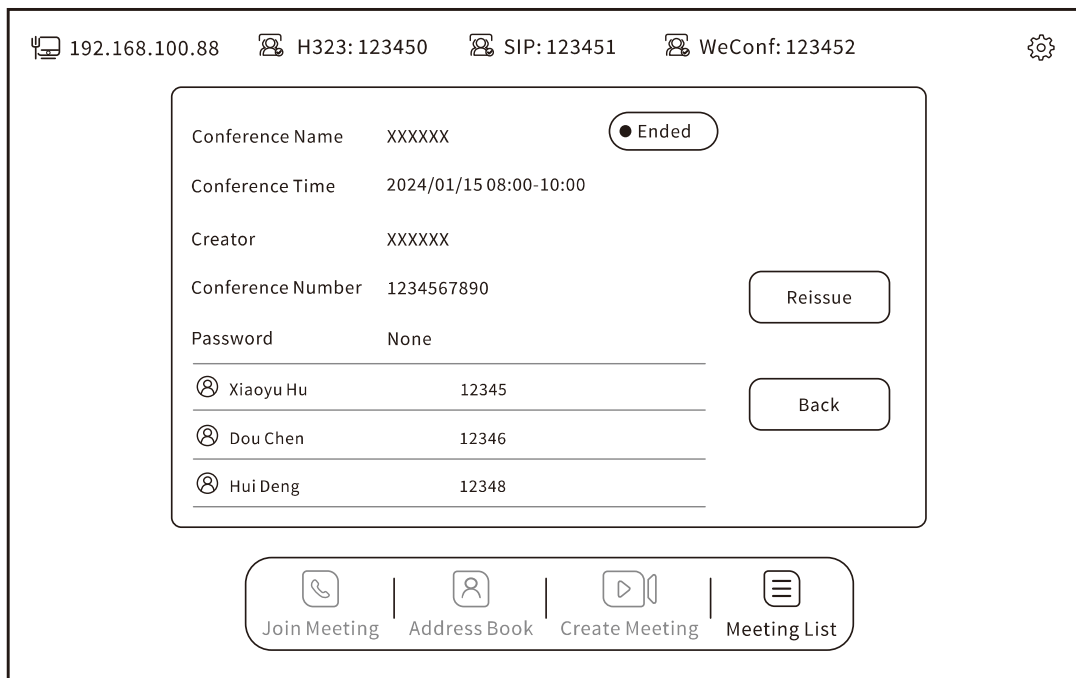 192.168.100.88 H323: 123450 SIP: 123451 WeConf: 123452
Conference Name XXXXXX Ended
Conference Time 2024/01/15 08:00-10:00
Creator XXXXXX
Conference Number 1234567890
Reissue
Password None
Xiaoyu Hu 12345
Back
Dou Chen 12346
Hui Deng 12348
Join Meeting Address Book Create Meeting Meeting List